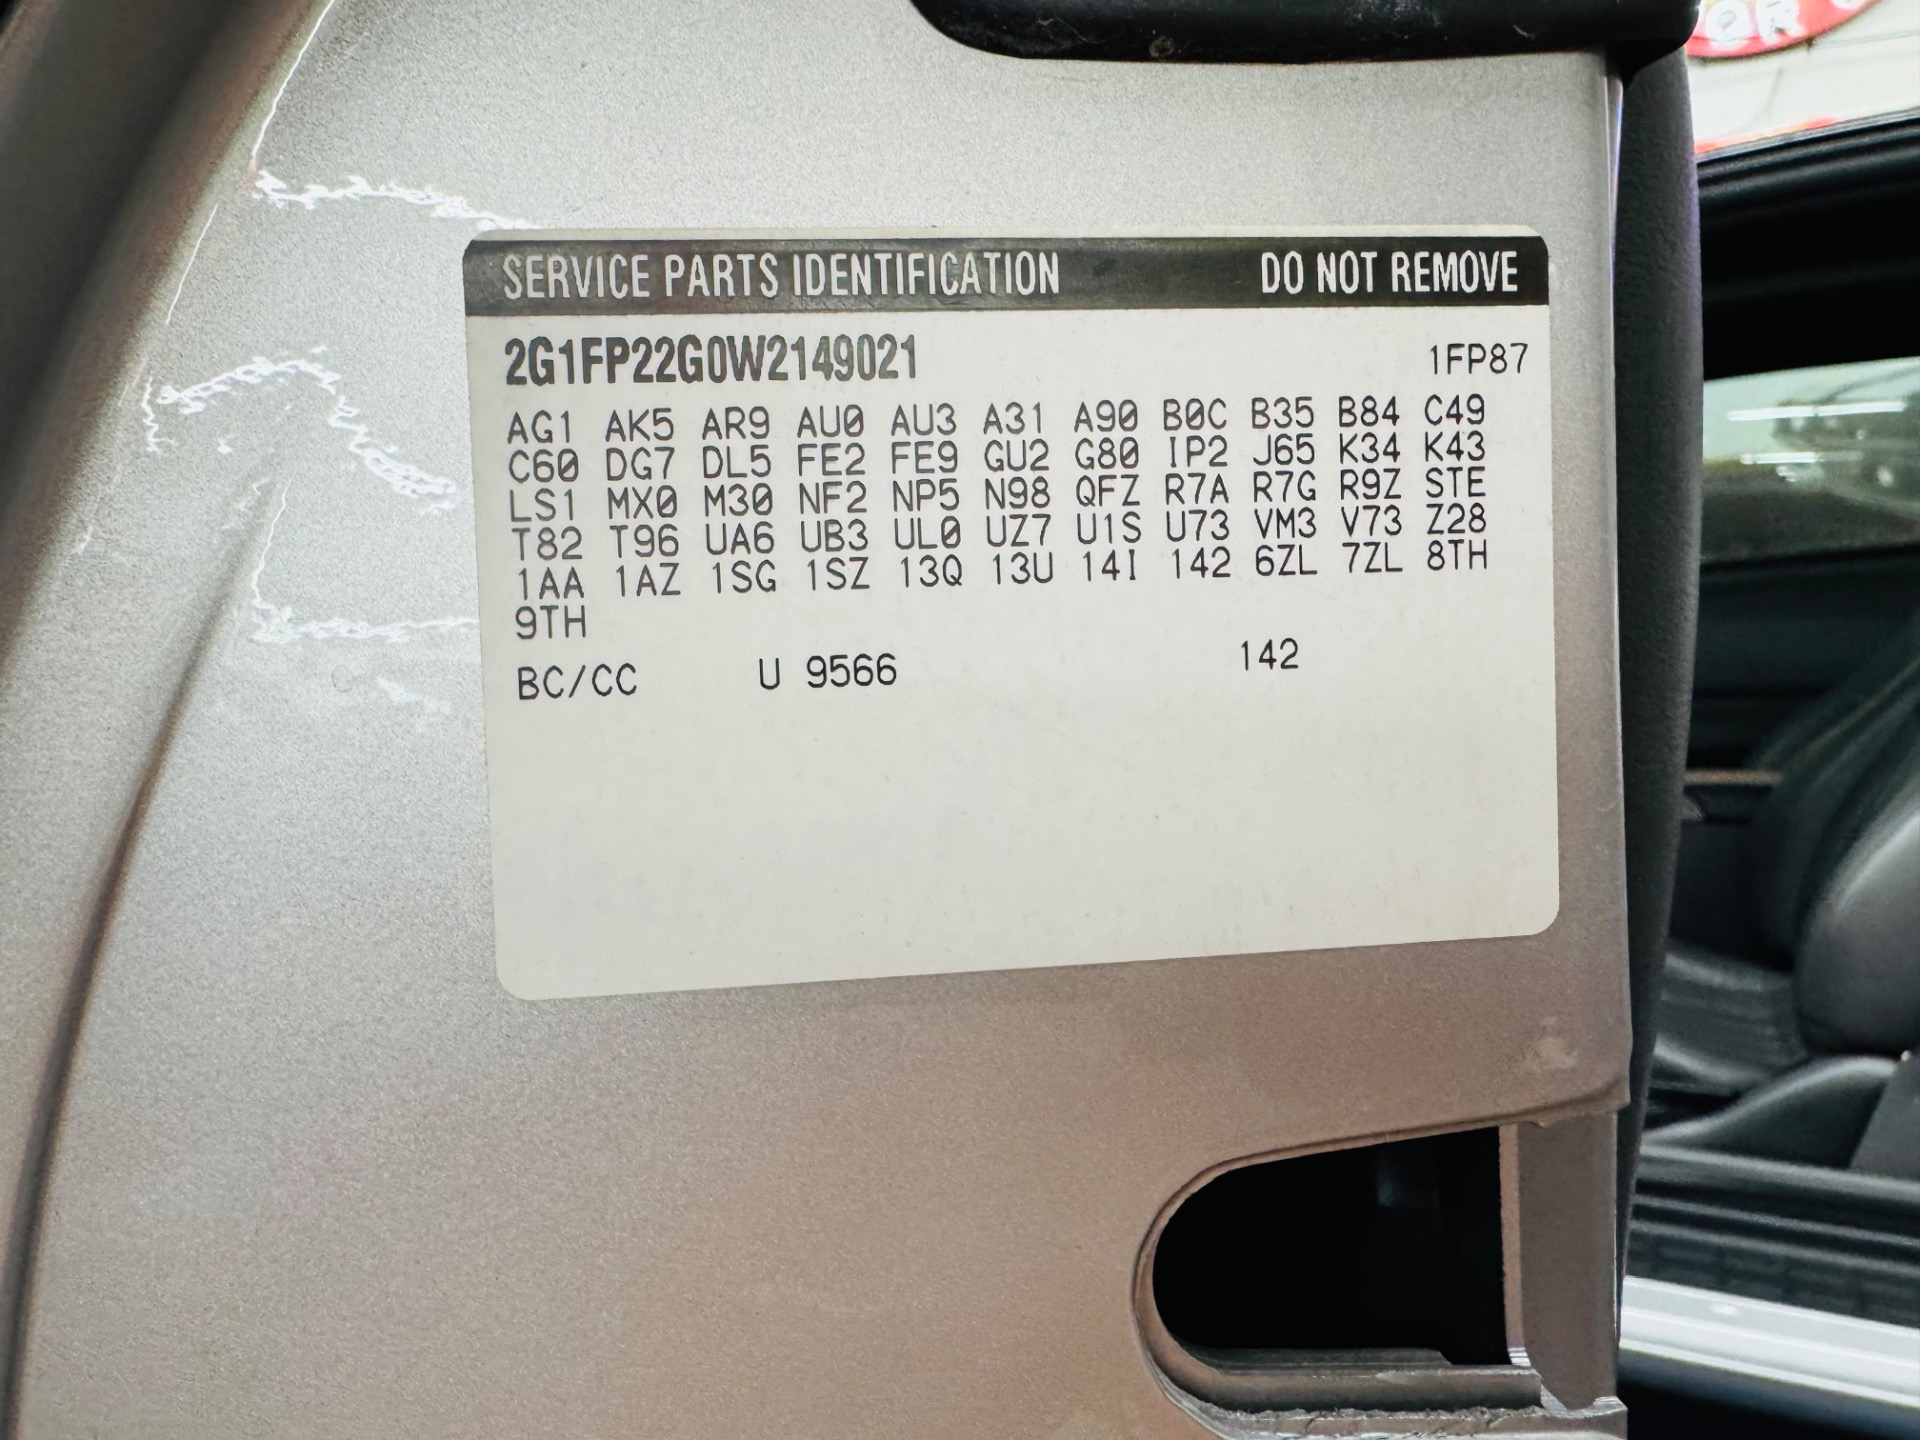 OR
SERVICE PARTS IDENTIFICATION DO NOT REMOVE
2G1FP22G0W2149021 1FP87
AG1 AK5 AR9 AU0 AU3 A31 A90 B0C B35 B84 C49
C60 DG7 DL5 FE2 FE9 GU2 G80 IP2 J65 K34 K43
LS1 MX0 M30 NF2 NP5 N98 QFZ R7A R7G R9Z STE
T82 T96 UA6 UB3 UL0 UZ7 U1S U73 VM3 V73 Z28
1AA 1AZ 1SG 1SZ 13Q 13U 14I 142 6ZL 7ZL 8TH
9TH
BC/CC U 9566 142